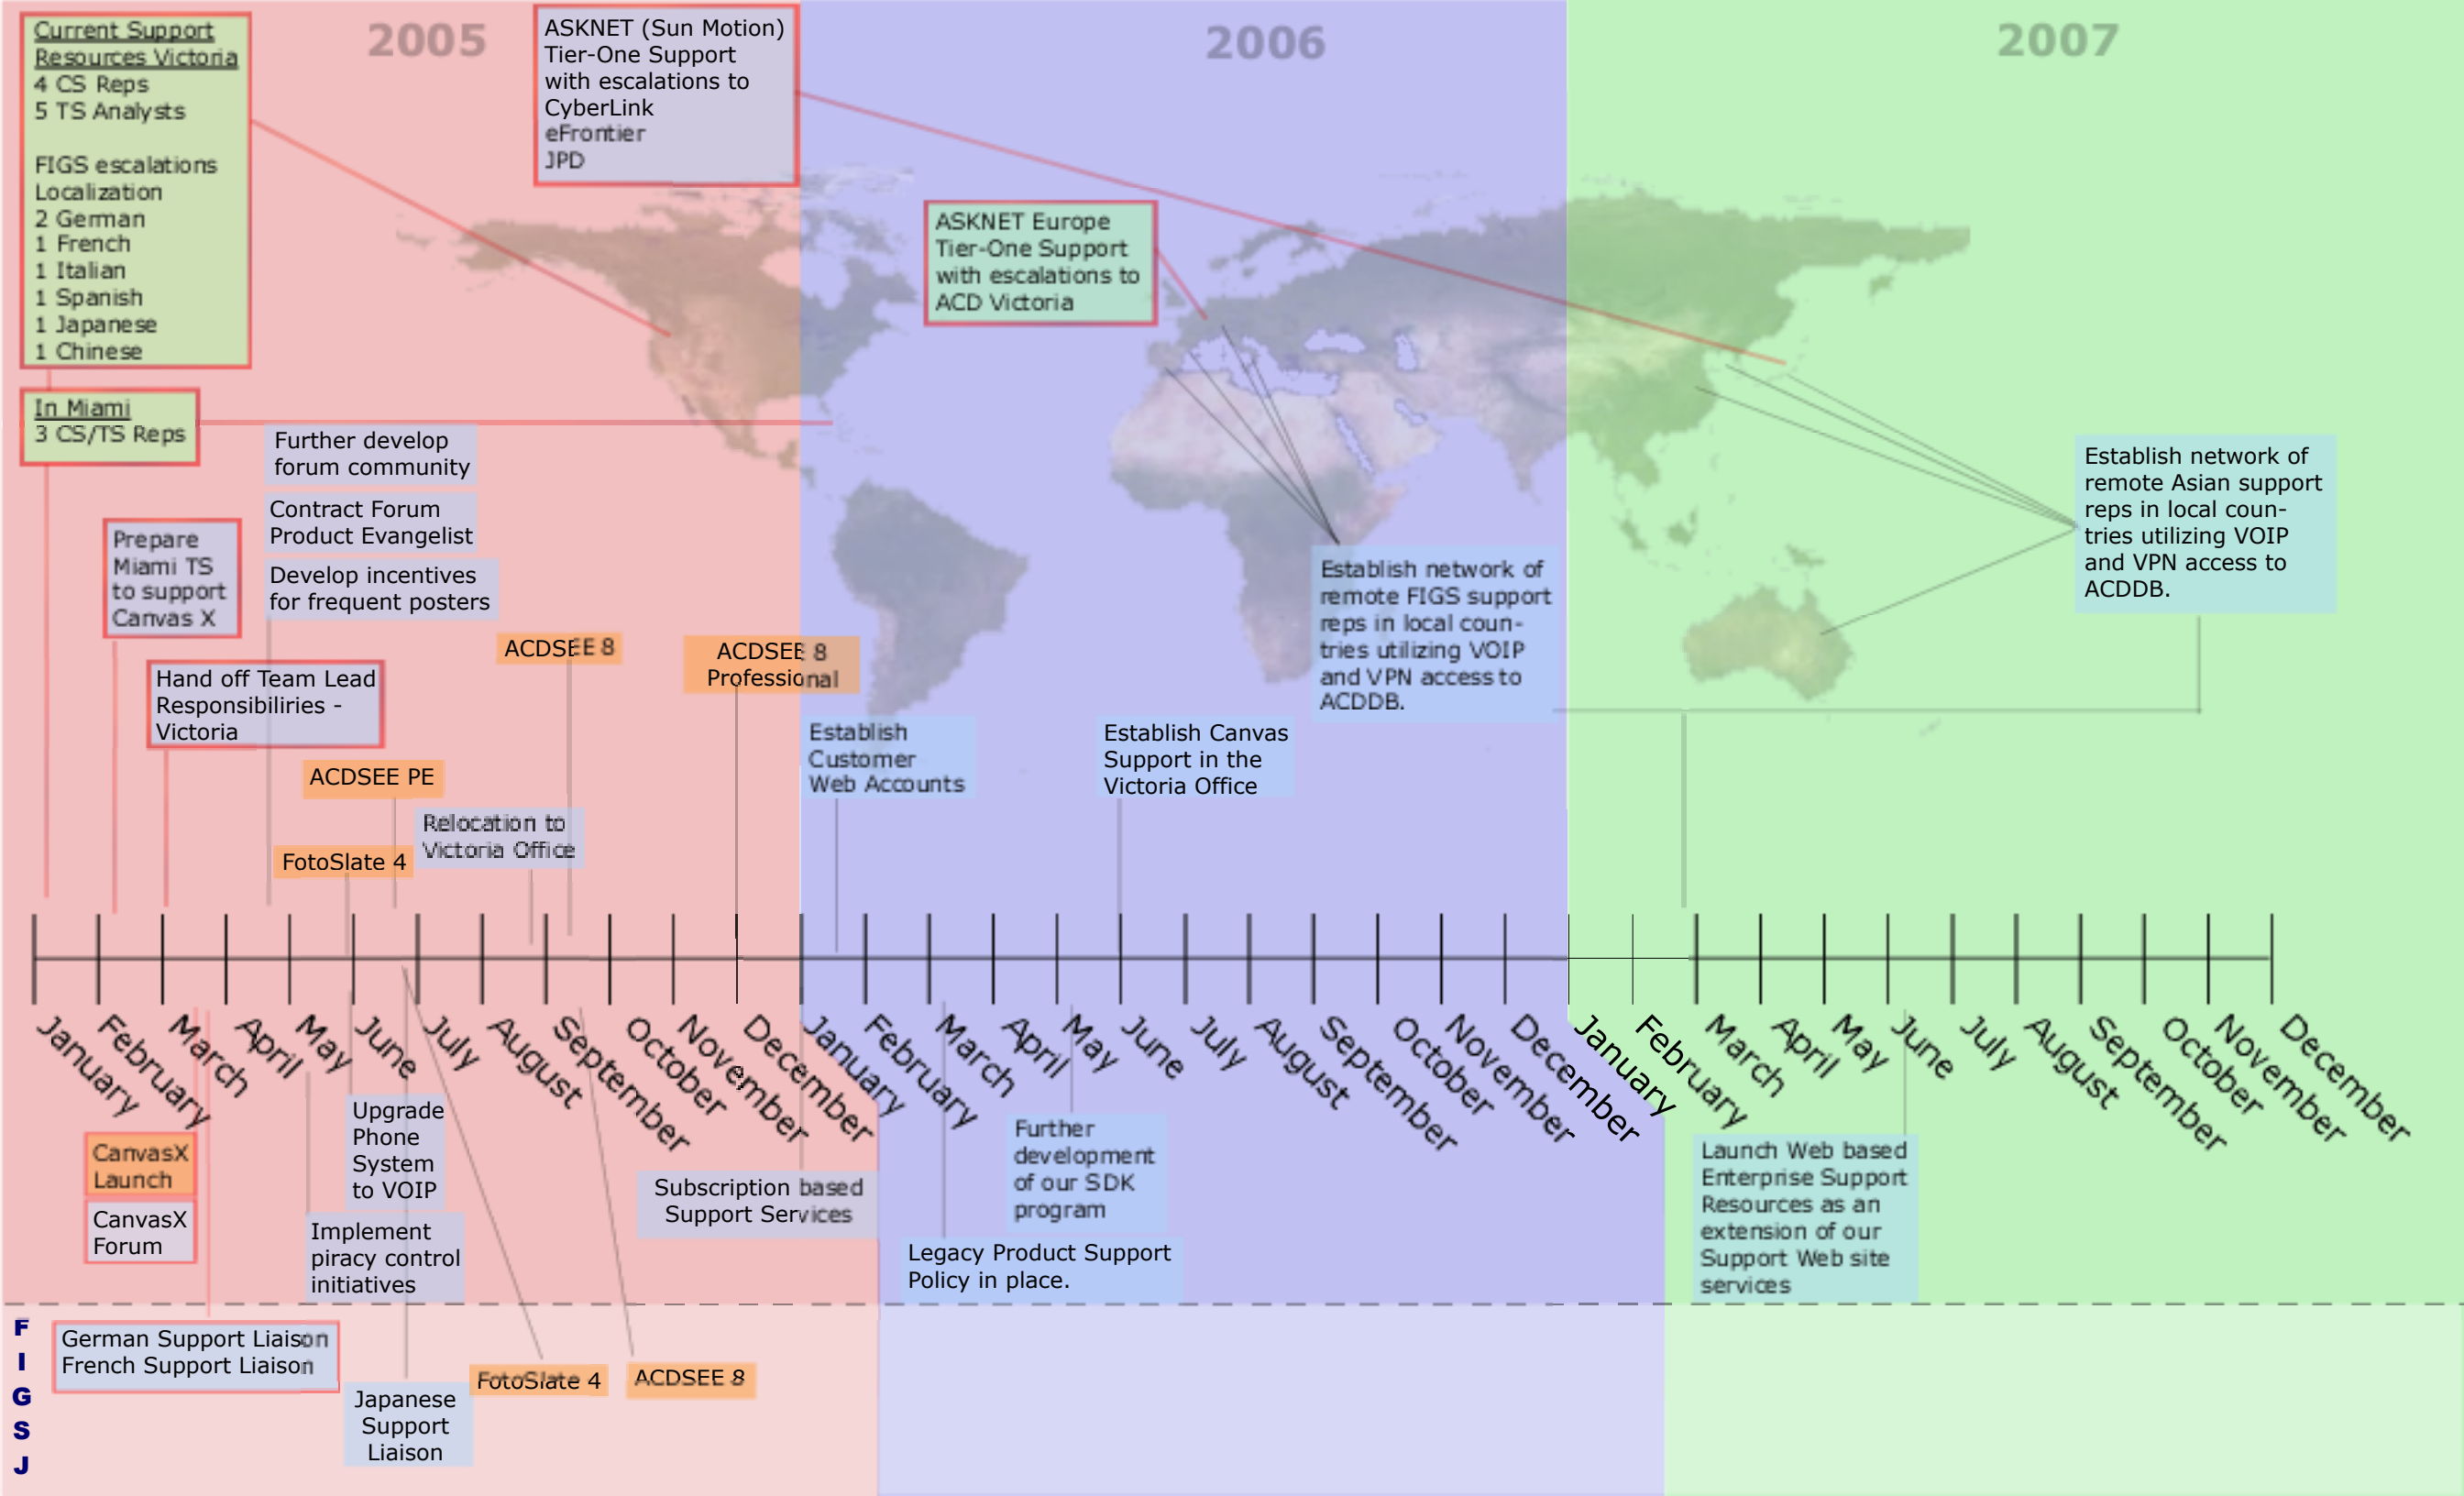 2005
2006
2007
Current Support
Resources Victoria
4 CS Reps
5 TS Analysts
FIGS escalations
Localization
2 German
1 French
1 Italian
1 Spanish
1 Japanese
1 Chinese
In Miami
3 CS/TS Reps
ASKNET (Sun Motion)
Tier-One Support
with escalations to
CyberLink
eFrontier
JPD
ASKNET Europe
Tier-One Support
with escalations to
ACD Victoria
Further develop
forum community
Contract Forum
Product Evangelist
Develop incentives
for frequent posters
Prepare
Miami TS
to support
Canvas X
Hand off Team Lead
Responsibiliries -
Victoria
ACDSEE 8
ACDSEE 8
Professional
ACDSEE PE
FotoSlate 4
Relocation to
Victoria Office
Establish
Customer
Web Accounts
Establish Canvas
Support in the
Victoria Office
Establish network of
remote FIGS support
reps in local coun-
tries utilizing VOIP
and VPN access to
ACDDB.
Establish network of
remote Asian support
reps in local coun-
tries utilizing VOIP
and VPN access to
ACDDB.
January
February
March
April
May
June
July
August
September
October
November
December
January
February
March
April
May
June
July
August
September
October
November
December
January
February
March
April
May
June
July
August
September
October
November
December
CanvasX
Launch
CanvasX
Forum
Upgrade
Phone
System
to VOIP
Implement
piracy control
initiatives
Subscription based
Support Services
Further
development
of our SDK
program
Legacy Product Support
Policy in place.
Launch Web based
Enterprise Support
Resources as an
extension of our
Support Web site
services
F
I
G
S
J
German Support Liaison
French Support Liaison
Japanese
Support
Liaison
FotoSlate 4
ACDSEE 8